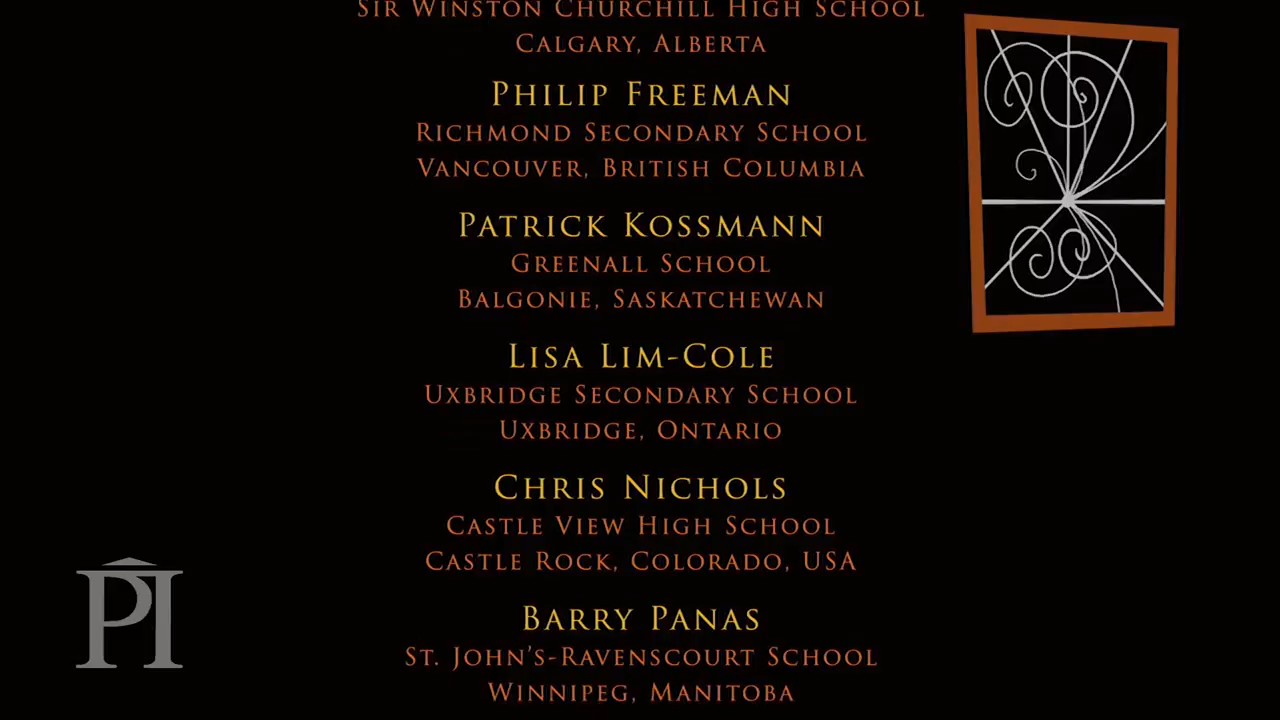 Sir Winston Churchill High School
Calgary, Alberta
Philip Freeman
Richmond Secondary School
Vancouver, British Columbia
Patrick Kossmann
Greenall School
Balgonie, Saskatchewan
Lisa Lim-Cole
Uxbridge Secondary School
Uxbridge, Ontario
Chris Nichols
Castle View High School
Castle Rock, Colorado, USA
Barry Panas
St. John's-Ravenscourt School
Winnipeg, Manitoba
PI